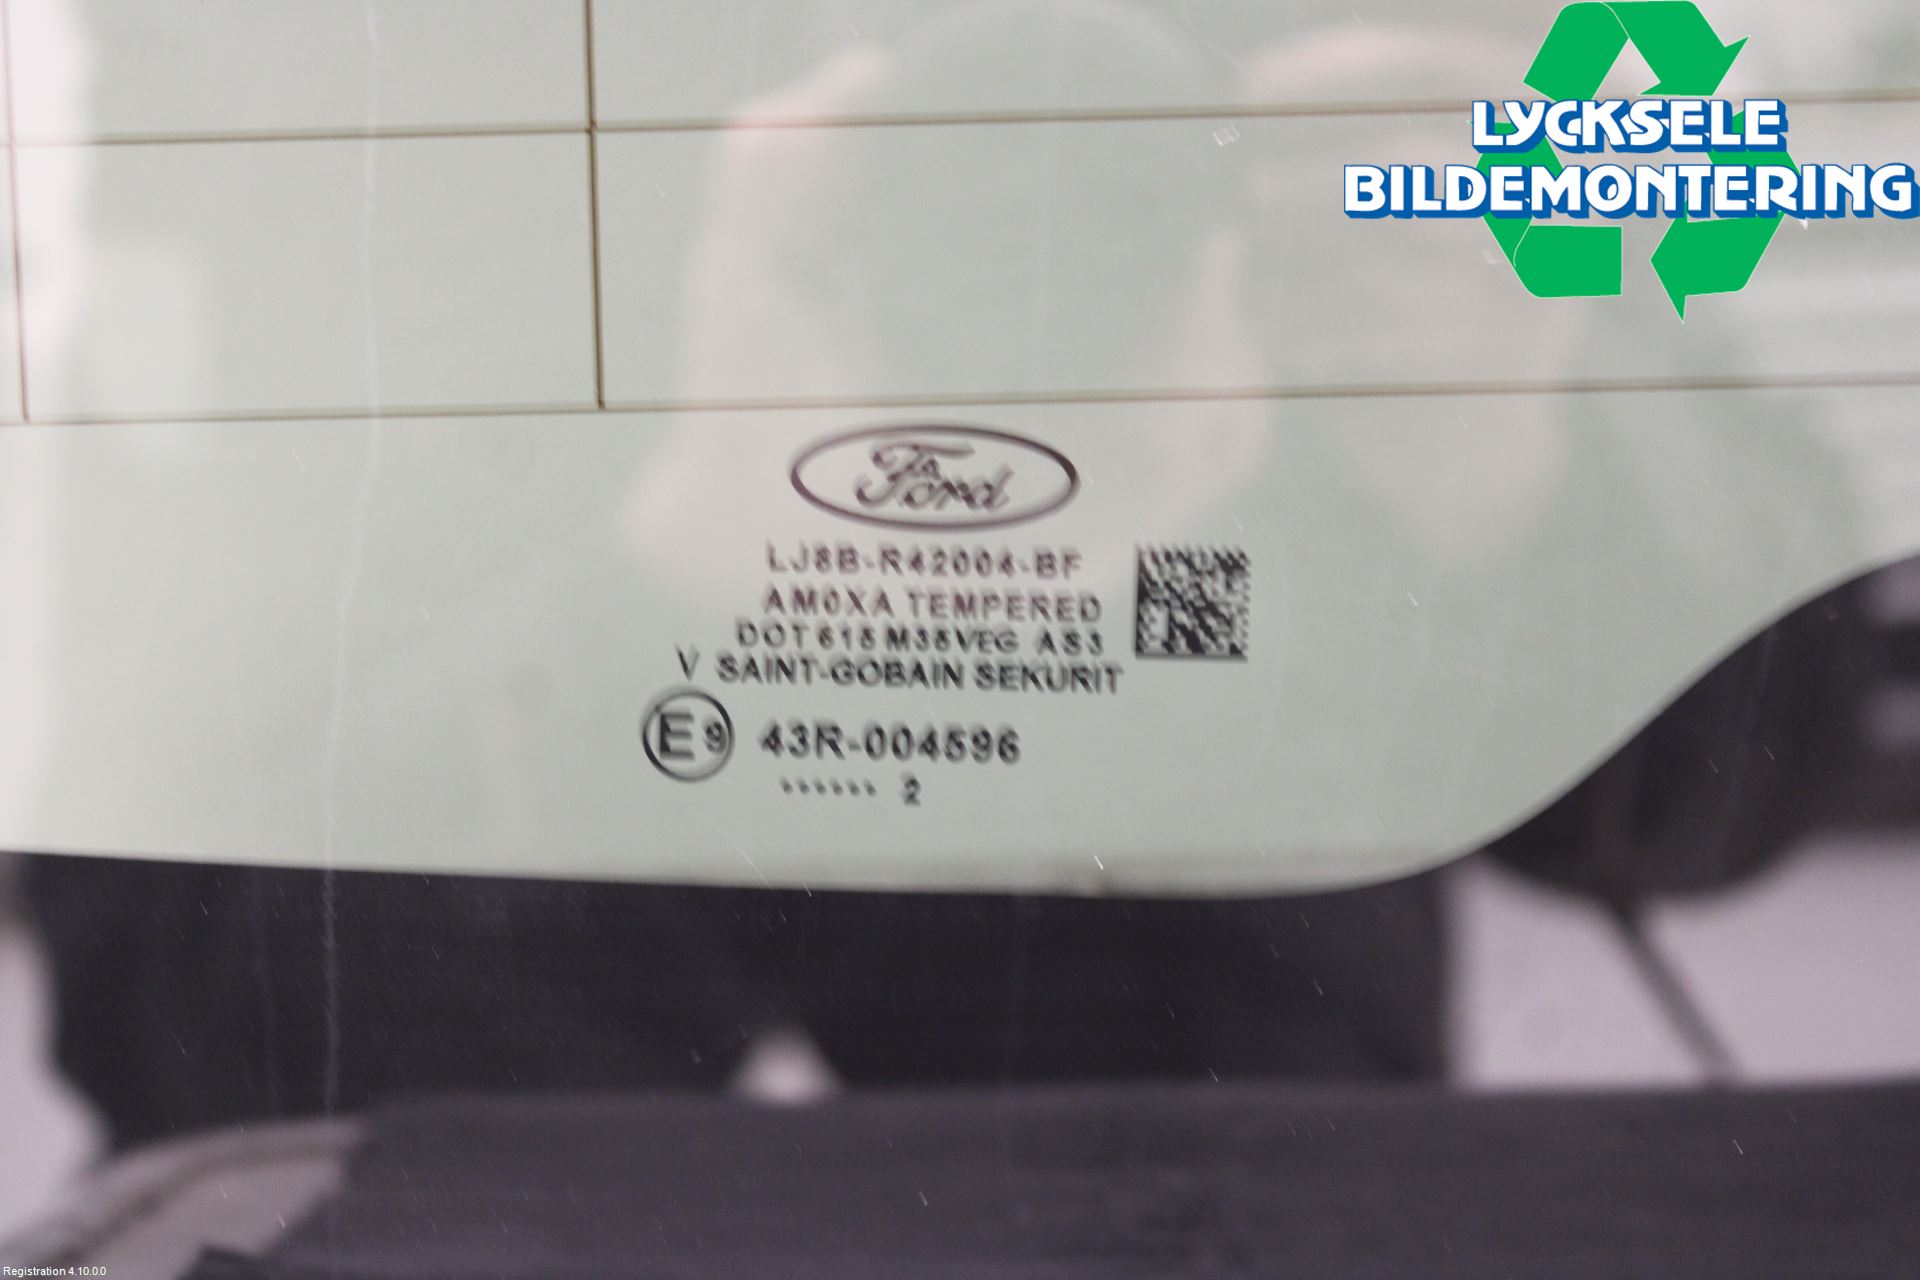 LYCKSELE
BILDEMONTERING
Ford
LJ8B-R42004-BF
AM0XA TEMPERED
DOT 615 M35VEG AS3
V SAINT-GOBAIN SEKURIT
E9 43R-004596
...... 2
Registration 4.10.0.0